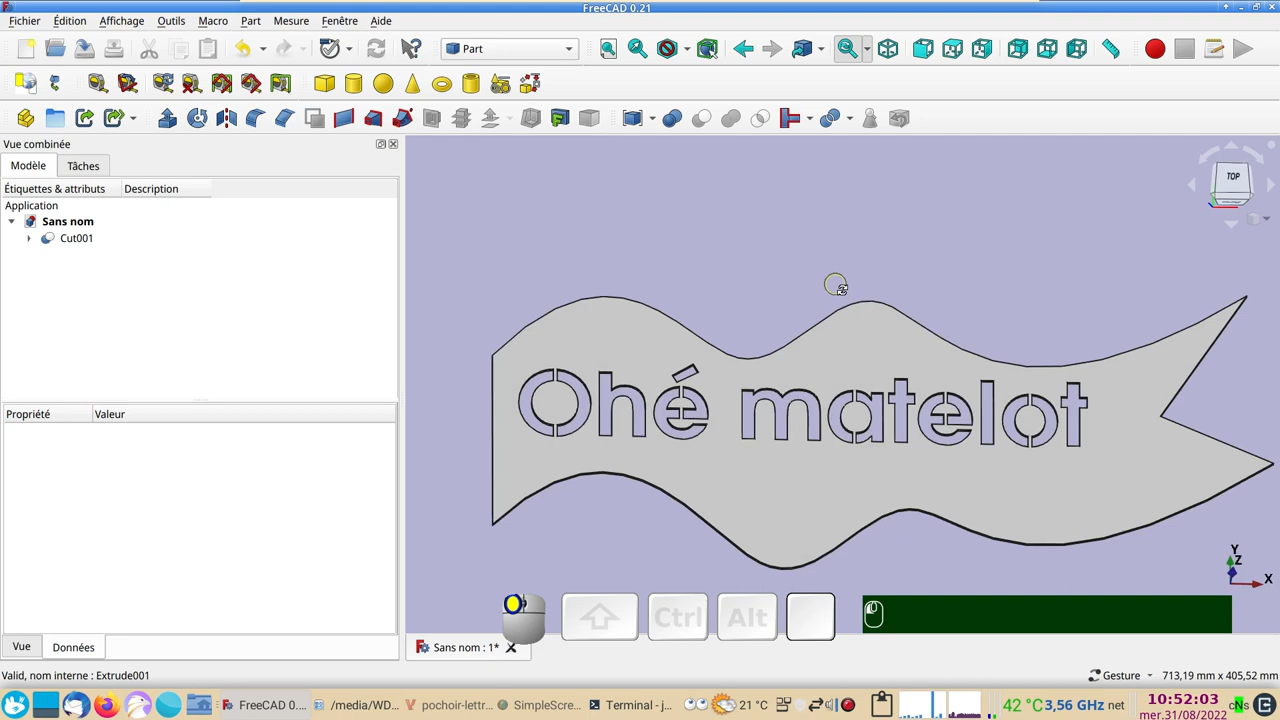 FreeCAD 0.21
Fichier Édition Affichage Outils Macro Part Mesure Fenêtre Aide
Part
Vue combinée
Modèle Tâches
Étiquettes & attributs Description
Application
Sans nom
Cut001
Propriété Valeur
TOP
Ohé matelot
Y
Z
X
Ctrl Alt
Vue Données
Sans nom : 1*
Valid, nom interne : Extrude001
Gesture 713,19 mm x 405,52 mm
FreeCAD 0.... /media/WD... pochoir-lettr... SimpleScre... Terminal - j... 21 °C 42 °C 3,56 GHz net 10:52:03
mer.31/08/2022